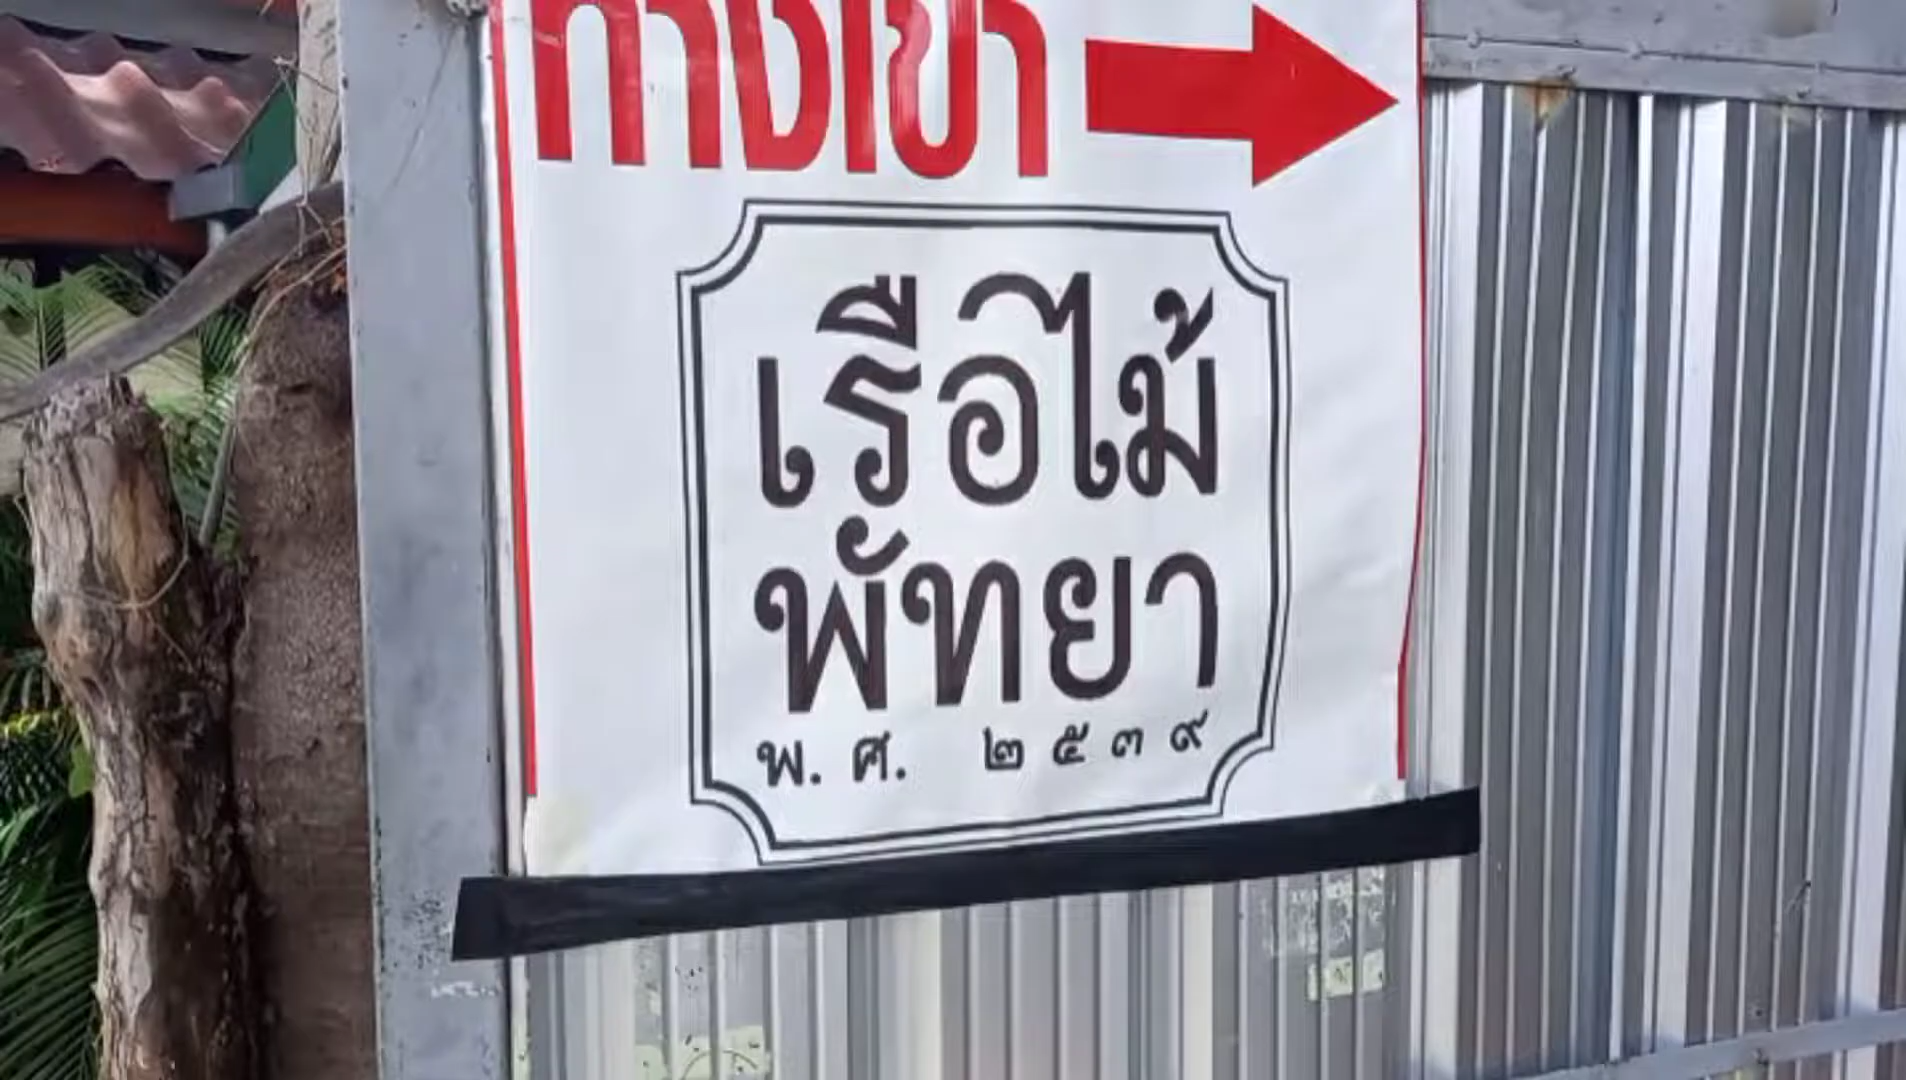 ทางเข้า
เรือไม้
พัทยา
พ. ศ. ๒๕๓๙